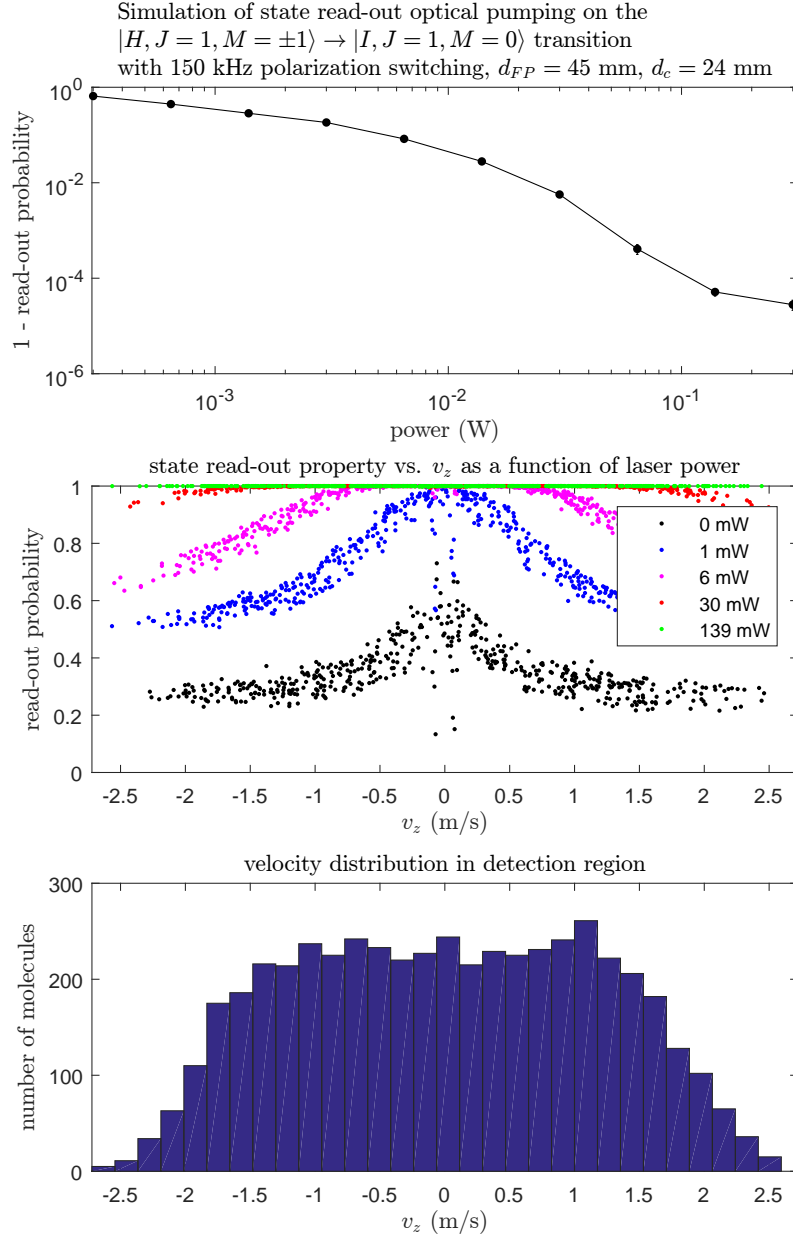 Simulation of state read-out optical pumping on the
|H, J = 1, M = ±1⟩ → |I, J = 1, M = 0⟩ transition
with 150 kHz polarization switching, d_{FP} = 45 mm, d_c = 24 mm
10^0
10^{-2}
10^{-4}
10^{-6}
1 - read-out probability
10^{-3} 10^{-2} 10^{-1}
power (W)
state read-out property vs. v_z as a function of laser power
1
0.8
0.6
0.4
0.2
0
read-out probability
0 mW
1 mW
6 mW
30 mW
139 mW
-2.5 -2 -1.5 -1 -0.5 0 0.5 1 1.5 2 2.5
v_z (m/s)
velocity distribution in detection region
300
200
100
0
number of molecules
-2.5 -2 -1.5 -1 -0.5 0 0.5 1 1.5 2 2.5
v_z (m/s)